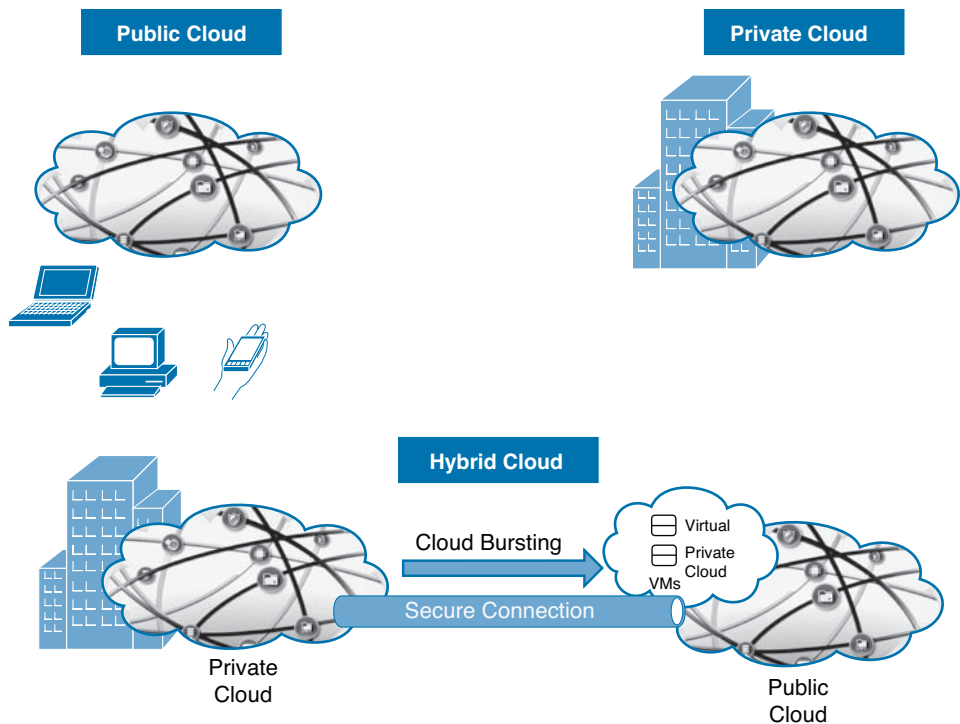 Public Cloud
Private Cloud
Hybrid Cloud
Cloud Bursting
Secure Connection
Virtual
Private
Cloud
VMs
Private
Cloud
Public
Cloud